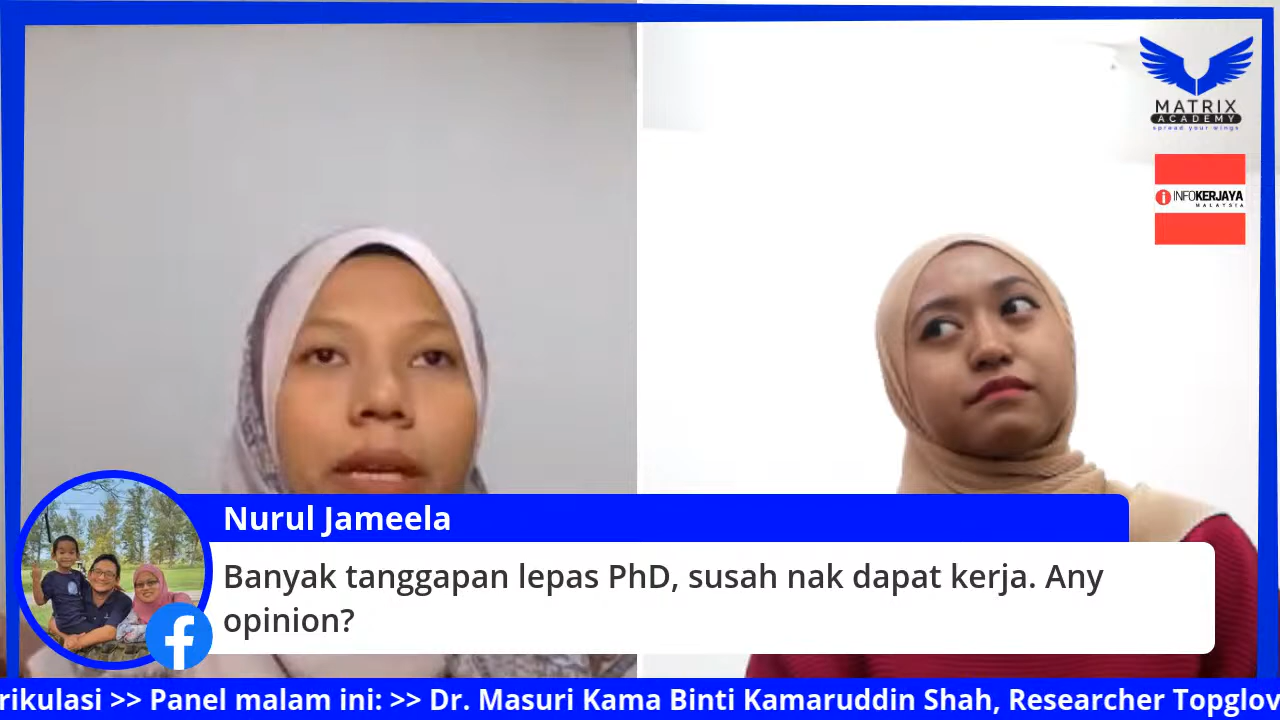 MATRIX
ACADEMY
spread your wings
i INFOKERJAYA
MALAYSIA
Nurul Jameela
Banyak tanggapan lepas PhD, susah nak dapat kerja. Any
opinion?
rikulasi >> Panel malam ini: >> Dr. Masuri Kama Binti Kamaruddin Shah, Researcher Topglov